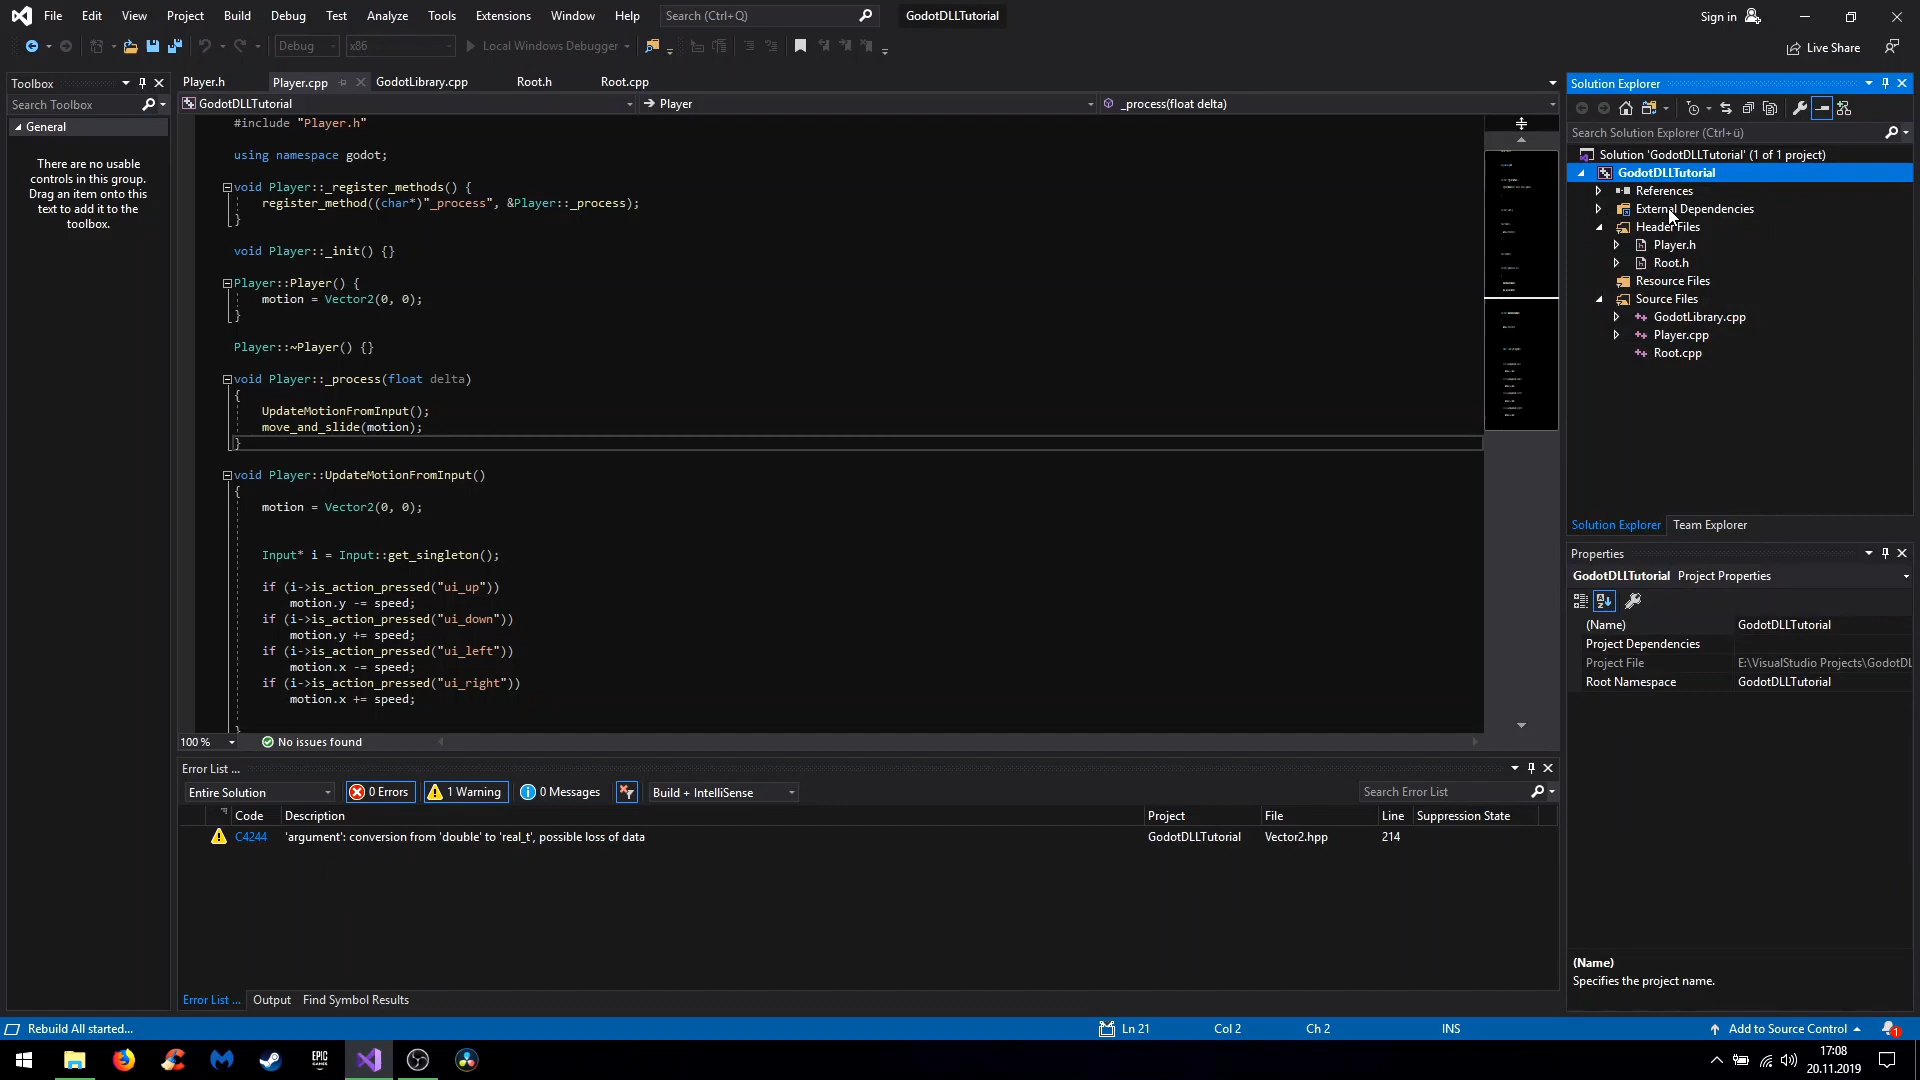 File Edit View Project Build Debug Test Analyze Tools Extensions Window Help Search (Ctrl+Q) GodotDLLTutorial Sign in
Debug x86 Local Windows Debugger Live Share
Toolbox
Search Toolbox
General
There are no usable
controls in this group.
Drag an item onto this
text to add it to the
toolbox.
Player.h Player.cpp GodotLibrary.cpp Root.h Root.cpp
GodotDLLTutorial Player _process(float delta)
#include "Player.h"
using namespace godot;
void Player::_register_methods() {
register_method((char*)"_process", &Player::_process);
}
void Player::_init() {}
Player::Player() {
motion = Vector2(0, 0);
}
Player::~Player() {}
void Player::_process(float delta)
{
UpdateMotionFromInput();
move_and_slide(motion);
}
void Player::UpdateMotionFromInput()
{
motion = Vector2(0, 0);
Input* i = Input::get_singleton();
if (i->is_action_pressed("ui_up"))
motion.y -= speed;
if (i->is_action_pressed("ui_down"))
motion.y += speed;
if (i->is_action_pressed("ui_left"))
motion.x -= speed;
if (i->is_action_pressed("ui_right"))
motion.x += speed;
}
100 % No issues found
Error List ...
Entire Solution 0 Errors 1 Warning 0 Messages Build + IntelliSense Search Error List
Code Description Project File Line Suppression State
C4244 'argument': conversion from 'double' to 'real_t', possible loss of data GodotDLLTutorial Vector2.hpp 214
Error List ... Output Find Symbol Results
Solution Explorer
Search Solution Explorer (Ctrl+ü)
Solution 'GodotDLLTutorial' (1 of 1 project)
GodotDLLTutorial
References
External Dependencies
Header Files
Player.h
Root.h
Resource Files
Source Files
GodotLibrary.cpp
Player.cpp
Root.cpp
Solution Explorer Team Explorer
Properties
GodotDLLTutorial Project Properties
(Name) GodotDLLTutorial
Project Dependencies
Project File E:\VisualStudio Projects\GodotDL
Root Namespace GodotDLLTutorial
(Name)
Specifies the project name.
Rebuild All started... Ln 21 Col 2 Ch 2 INS Add to Source Control 1
EPIC GAMES
17:08
20.11.2019